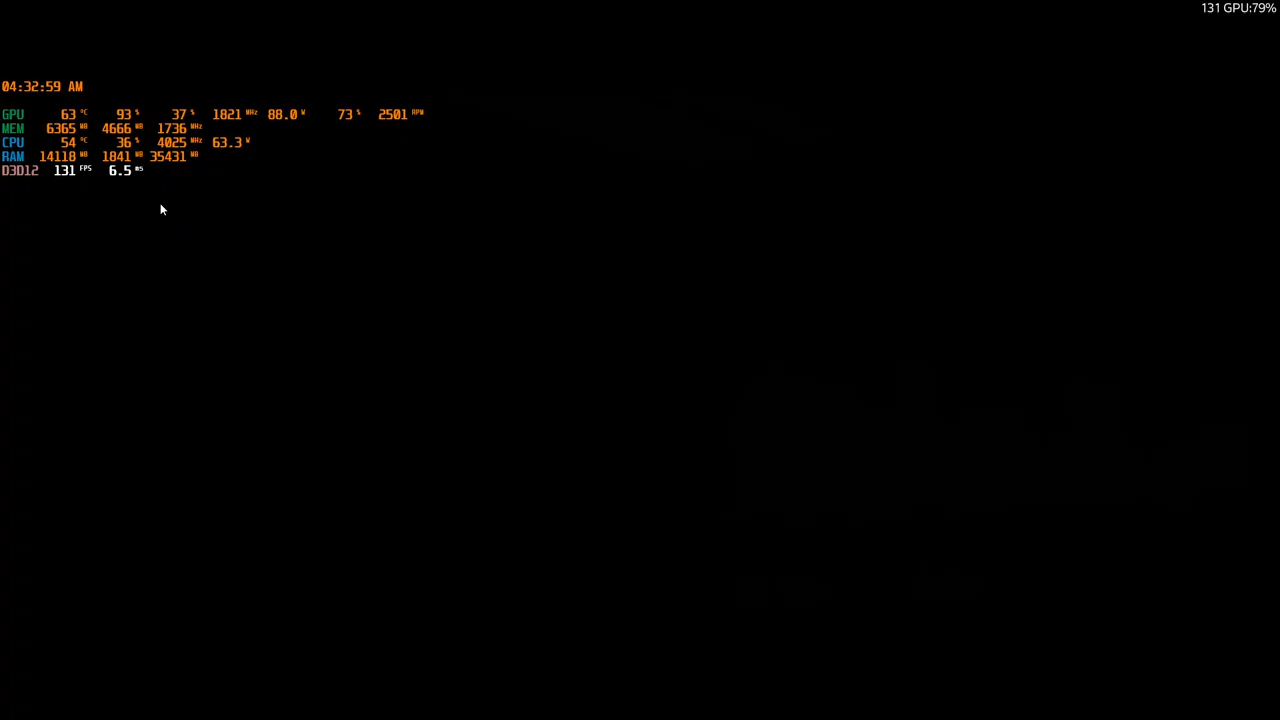 131 GPU:79%
04:32:59 AM
GPU 63 °C 93 % 37 % 1821 MHz 88.0 W 73 % 2501 RPM
MEM 6365 MB 4666 MB 1736 MHz
CPU 54 °C 36 % 4025 MHz 63.3 W
RAM 14118 MB 1841 MB 35431 MB
D3D12 131 FPS 6.5 ms